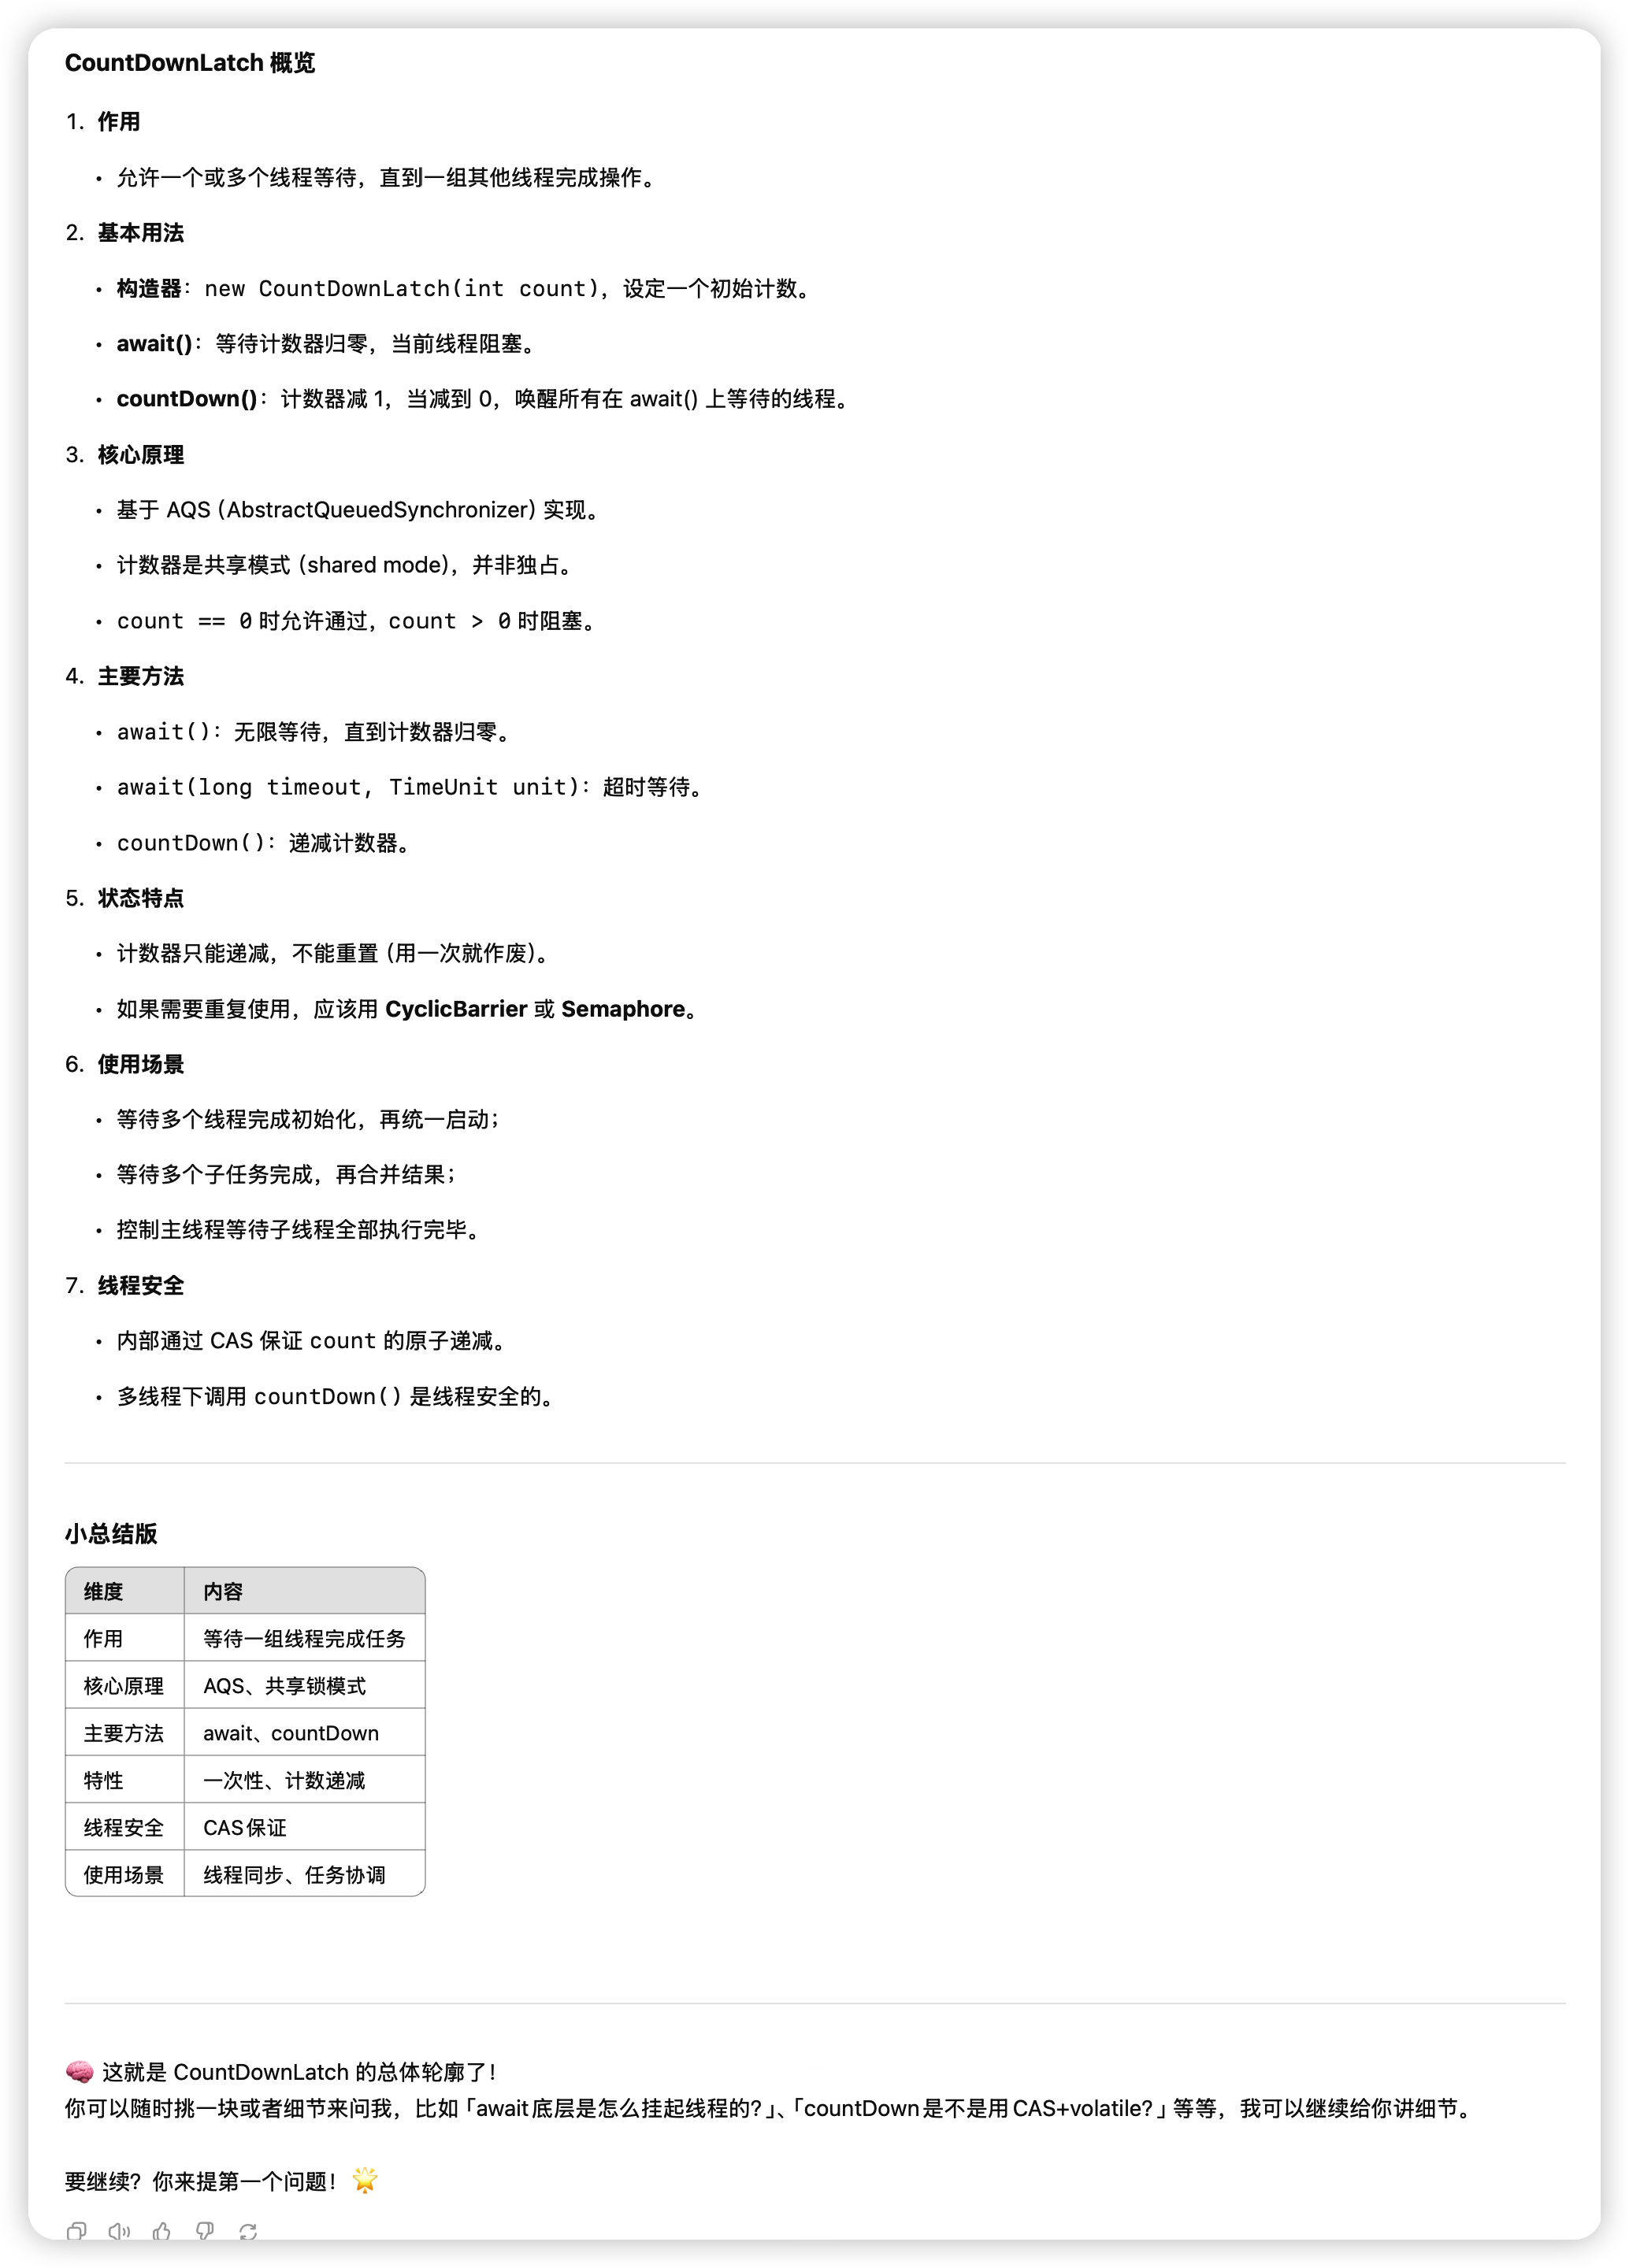 CountDownLatch 概览
1. 作用
• 允许一个或多个线程等待，直到一组其他线程完成操作。
2. 基本用法
• 构造器：new CountDownLatch(int count)，设定一个初始计数。
• await()：等待计数器归零，当前线程阻塞。
• countDown()：计数器减 1，当减到 0，唤醒所有在 await() 上等待的线程。
3. 核心原理
• 基于 AQS（AbstractQueuedSynchronizer）实现。
• 计数器是共享模式（shared mode），并非独占。
• count == 0 时允许通过，count > 0 时阻塞。
4. 主要方法
• await()：无限等待，直到计数器归零。
• await(long timeout, TimeUnit unit)：超时等待。
• countDown()：递减计数器。
5. 状态特点
• 计数器只能递减，不能重置（用一次就作废）。
• 如果需要重复使用，应该用 CyclicBarrier 或 Semaphore。
6. 使用场景
• 等待多个线程完成初始化，再统一启动；
• 等待多个子任务完成，再合并结果；
• 控制主线程等待子线程全部执行完毕。
7. 线程安全
• 内部通过 CAS 保证 count 的原子递减。
• 多线程下调用 countDown() 是线程安全的。
小总结版
维度 内容
作用 等待一组线程完成任务
核心原理 AQS、共享锁模式
主要方法 await、countDown
特性 一次性、计数递减
线程安全 CAS保证
使用场景 线程同步、任务协调
🧠 这就是 CountDownLatch 的总体轮廓了！
你可以随时挑一块或者细节来问我，比如「await底层是怎么挂起线程的？」、「countDown是不是用CAS+volatile？」等等，我可以继续给你讲细节。
要继续？你来提第一个问题！🌟